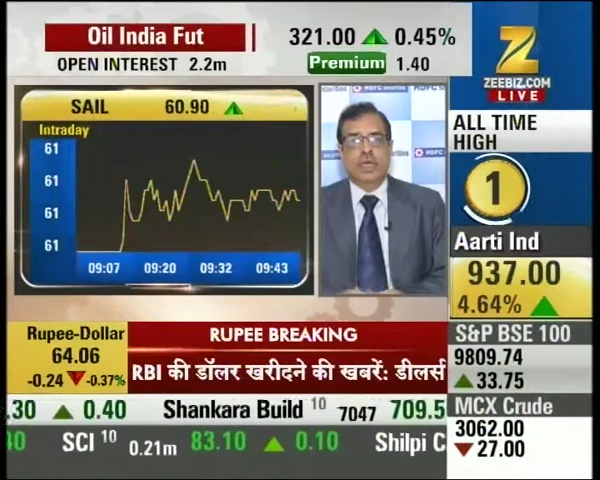 Oil India Fut
321.00 0.45%
OPEN INTEREST 2.2m
Premium 1.40
ZEEBIZ.COM
LIVE
SAIL 60.90
Intraday
61
61
61
61
09:07 09:20 09:32 09:43
HDFC securities
HDFC
ALL TIME
HIGH
1
Aarti Ind
937.00
4.64%
Rupee-Dollar
64.06
-0.24 -0.37%
RUPEE BREAKING
RBI की डॉलर खरीदने की खबरें: डीलर्स
S&P BSE 100
9809.74
33.75
MCX Crude
3062.00
27.00
.30 0.40 Shankara Build 10 7047 709.5
SCI 10 0.21m 83.10 0.10 Shilpi C